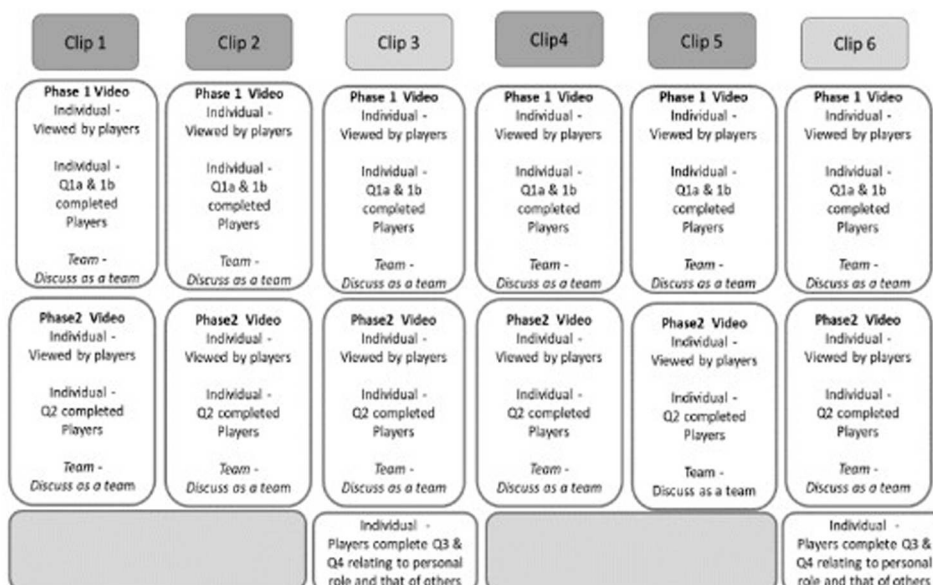 Clip 1
Clip 2
Clip 3
Clip4
Clip 5
Clip 6
Phase 1 Video
Individual -
Viewed by players
Individual -
Q1a & 1b
completed
Players
Team -
Discuss as a team
Phase 1 Video
Individual -
Viewed by players
Individual -
Q1a & 1b
completed
Players
Team -
Discuss as a team
Phase 1 Video
Individual -
Viewed by players
Individual -
Q1a & 1b
completed
Players
Team -
Discuss as a team
Phase 1 Video
Individual -
Viewed by players
Individual -
Q1a & 1b
completed
Players
Team -
Discuss as a team
Phase 1 Video
Individual -
Viewed by players
Individual -
Q1a & 1b
completed
Players
Team -
Discuss as a team
Phase 1 Video
Individual -
Viewed by players
Individual -
Q1a & 1b
completed
Players
Team -
Discuss as a team
Phase2 Video
Individual -
Viewed by players
Individual -
Q2 completed
Players
Team -
Discuss as a team
Phase2 Video
Individual -
Viewed by players
Individual -
Q2 completed
Players
Team -
Discuss as a team
Phase2 Video
Individual -
Viewed by players
Individual -
Q2 completed
Players
Team -
Discuss as a team
Phase2 Video
Individual -
Viewed by players
Individual -
Q2 completed
Players
Team -
Discuss as a team
Phase2 Video
Individual -
Viewed by players
Individual -
Q2 completed
Players
Team -
Discuss as a team
Phase2 Video
Individual -
Viewed by players
Individual -
Q2 completed
Players
Team -
Discuss as a team
Individual -
Players complete Q3 &
Q4 relating to personal
role and that of others
Individual -
Players complete Q3 &
Q4 relating to personal
role and that of others